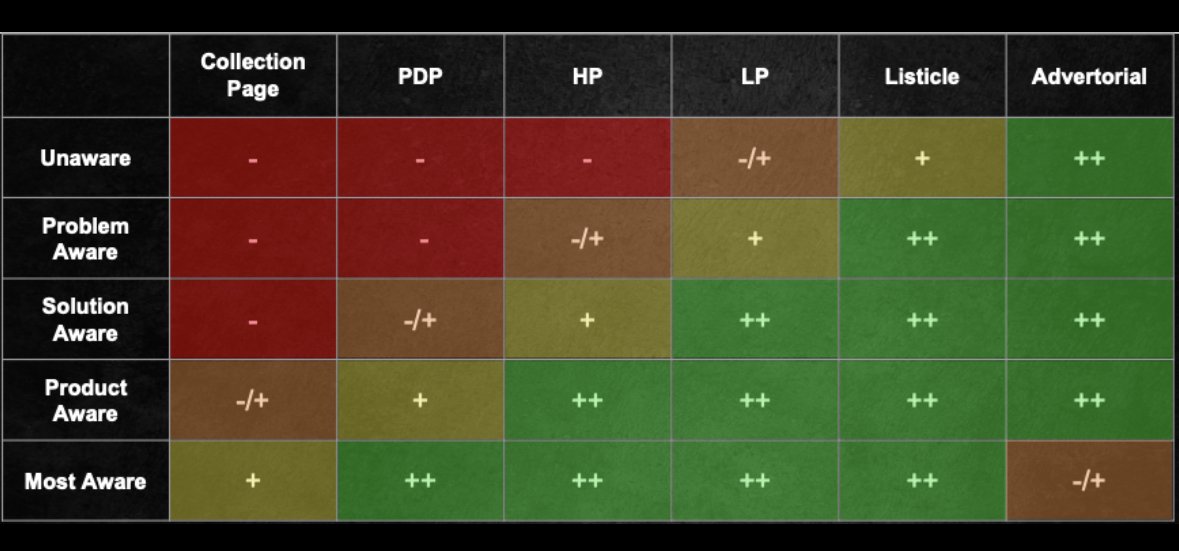 Collection
Page
PDP
HP
LP
Listicle
Advertorial
Unaware
-
-
-
-/+
+
++
Problem
Aware
-
-
-/+
+
++
++
Solution
Aware
-
-/+
+
++
++
++
Product
Aware
-/+
+
++
++
++
++
Most Aware
+
++
++
++
++
-/+